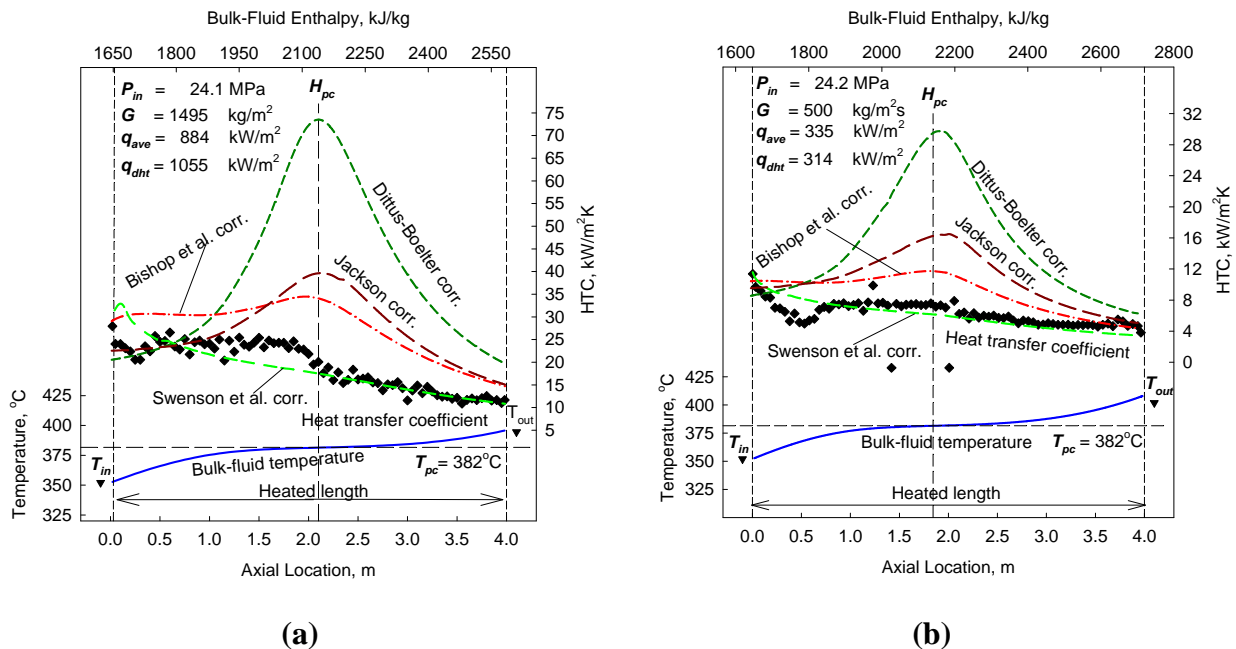 Bulk-Fluid Enthalpy, kJ/kg
1650 1800 1950 2100 2250 2400 2550
P_in = 24.1 MPa
G = 1495 kg/m²
q_ave = 884 kW/m²
q_dht = 1055 kW/m²
H_pc
Bishop et al. corr.
Dittus-Boelter corr.
Jackson corr.
Swenson et al. corr.
Heat transfer coefficient
T_out
T_in
Bulk-fluid temperature
T_pc = 382°C
Heated length
75
70
65
60
55
50
45
40
35
30
25
20
15
10
5
HTC, kW/m²K
425
400
375
350
325
Temperature, °C
0.0 0.5 1.0 1.5 2.0 2.5 3.0 3.5 4.0
Axial Location, m
(a)
Bulk-Fluid Enthalpy, kJ/kg
1600 1700 1800 1900 2000 2100 2200 2300 2400 2500 2600 2700 2800
P_in = 24.2 MPa
G = 500 kg/m²s
q_ave = 335 kW/m²
q_dht = 314 kW/m²
H_pc
Bishop et al. corr.
Dittus-Boelter corr.
Jackson corr.
Swenson et al. corr.
Heat transfer coefficient
T_out
T_in
Bulk-fluid temperature
T_pc = 382°C
Heated length
32
28
24
20
16
12
8
4
0
HTC, kW/m²K
425
400
375
350
325
Temperature, °C
0.0 0.5 1.0 1.5 2.0 2.5 3.0 3.5 4.0
Axial Location, m
(b)